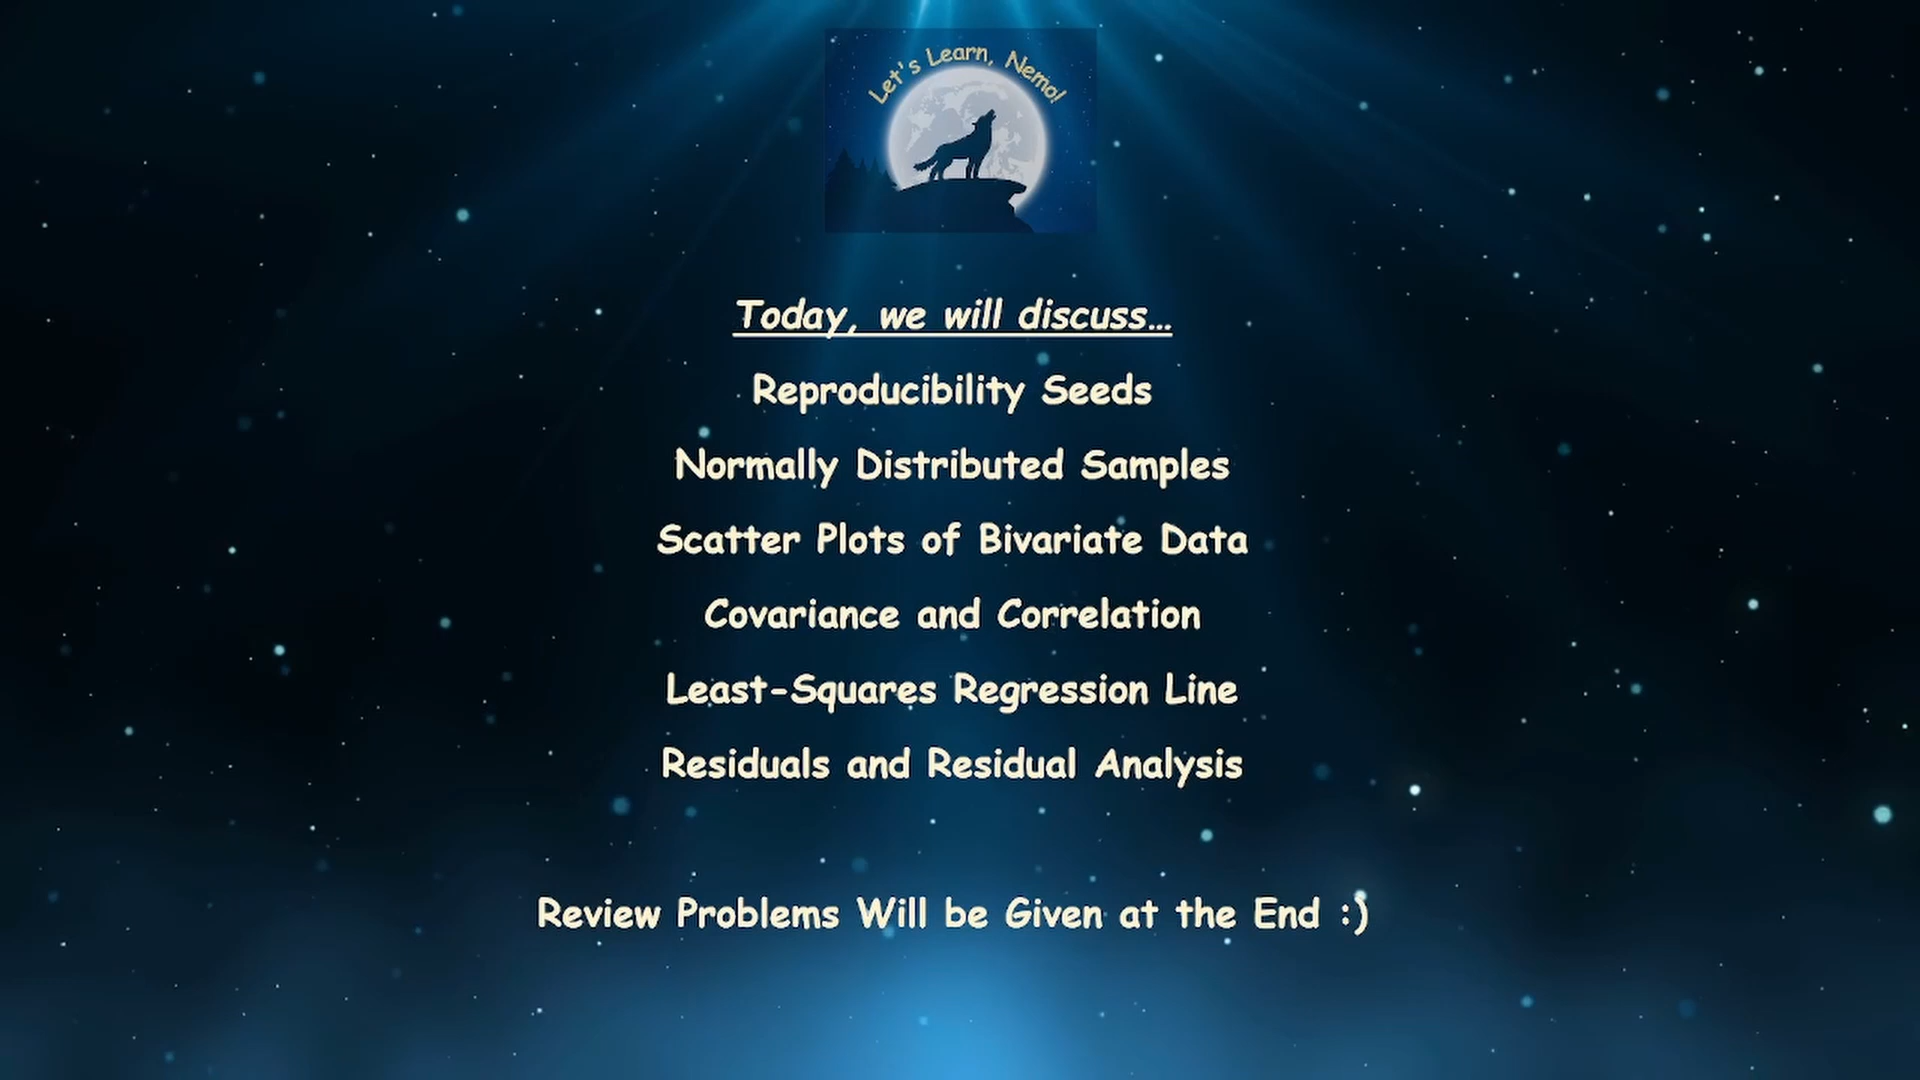 Let's Learn, Nemo!
Today, we will discuss...
Reproducibility Seeds
Normally Distributed Samples
Scatter Plots of Bivariate Data
Covariance and Correlation
Least-Squares Regression Line
Residuals and Residual Analysis
Review Problems Will be Given at the End :)